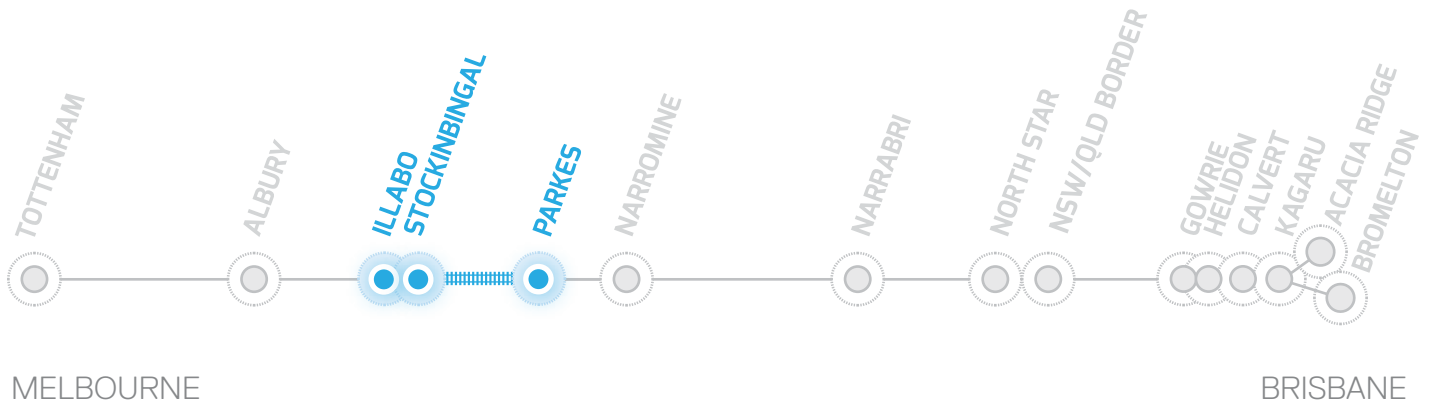 TOTTENHAM
ALBURY
ILLABO
STOCKINBINGAL
PARKES
NARROMINE
NARRABRI
NORTH STAR
NSW/QLD BORDER
GOWRIE
HELIDON
CALVERT
KAGARU
ACACIA RIDGE
BROMELTON
MELBOURNE
BRISBANE